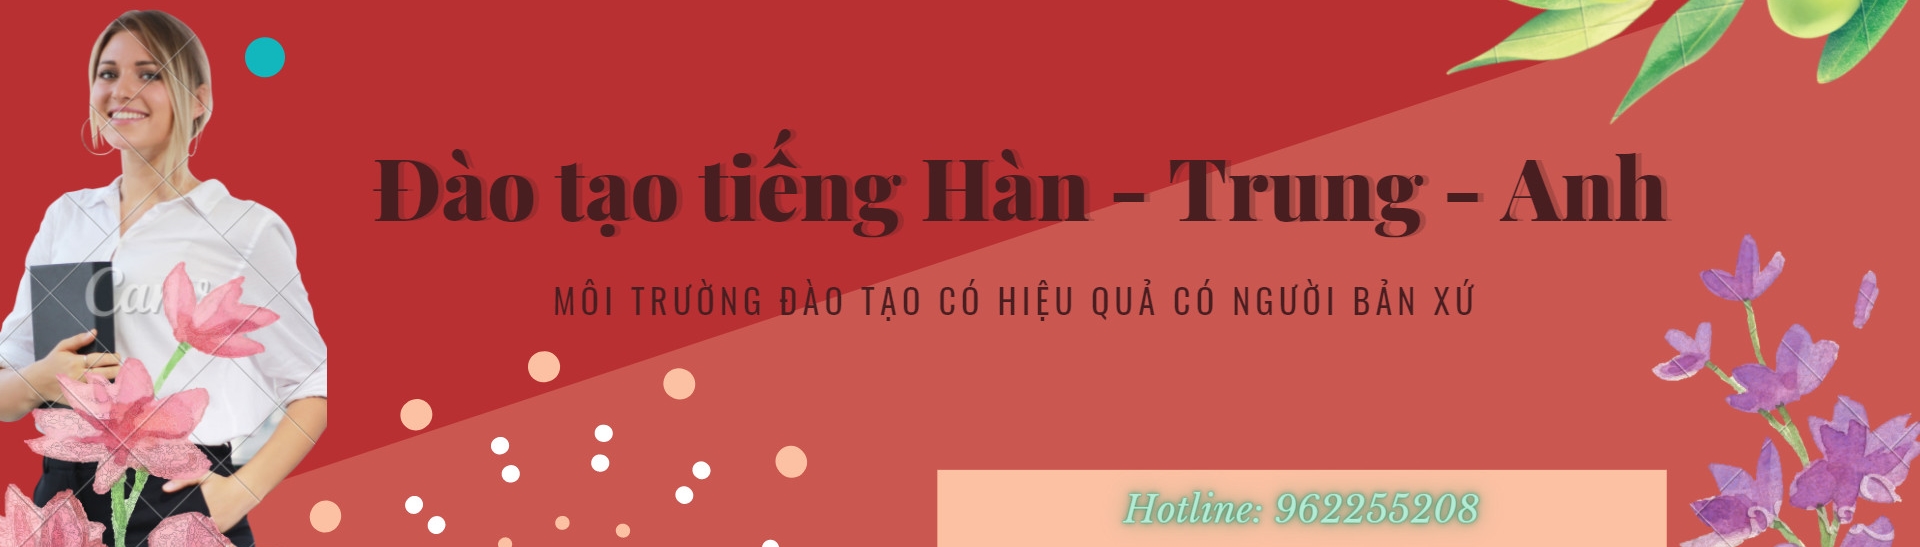 Đào tạo tiếng Hàn - Trung - Anh
MÔI TRƯỜNG ĐÀO TẠO CÓ HIỆU QUẢ CÓ NGƯỜI BẢN XỨ
Hotline: 962255208